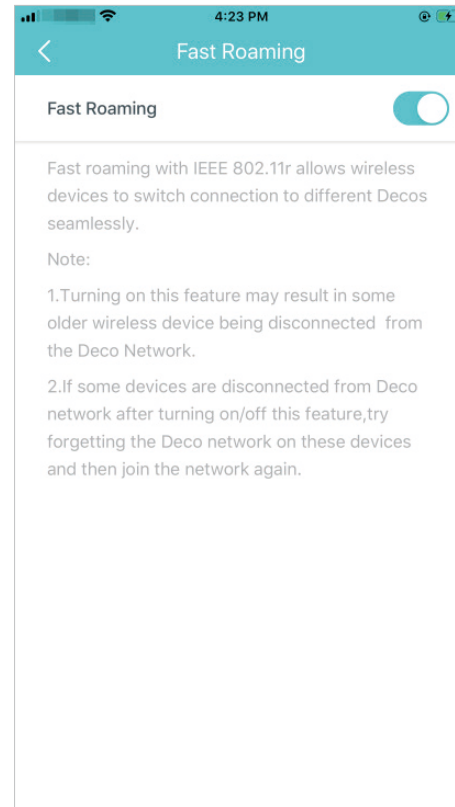 4:23 PM
Fast Roaming
Fast Roaming
Fast roaming with IEEE 802.11r allows wireless
devices to switch connection to different Decos
seamlessly.
Note:
1.Turning on this feature may result in some
older wireless device being disconnected  from
the Deco Network.
2.If some devices are disconnected from Deco
network after turning on/off this feature,try
forgetting the Deco network on these devices
and then join the network again.